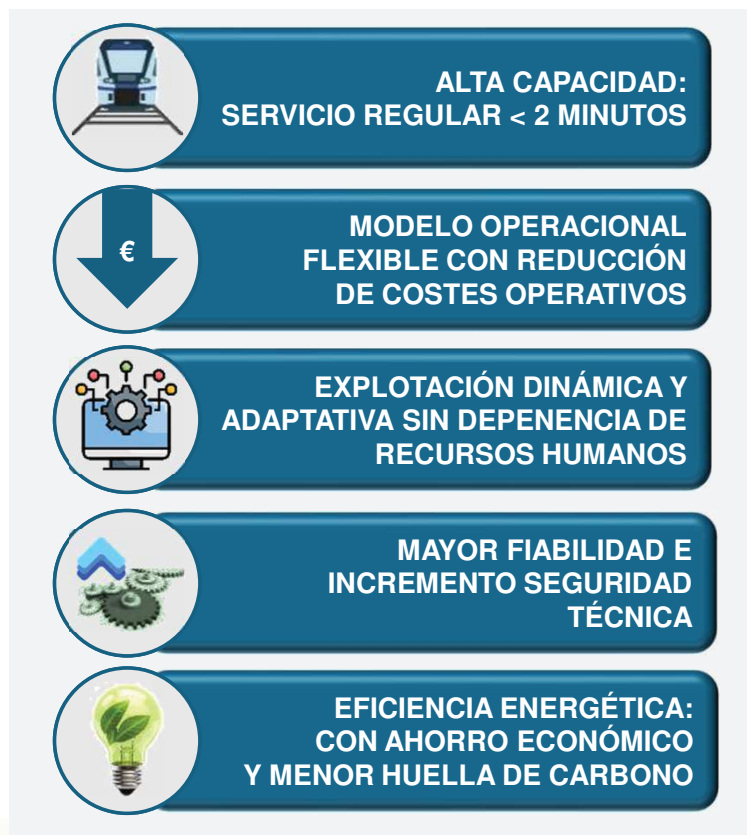 ALTA CAPACIDAD:
SERVICIO REGULAR < 2 MINUTOS
€
MODELO OPERACIONAL
FLEXIBLE CON REDUCCIÓN
DE COSTES OPERATIVOS
EXPLOTACIÓN DINÁMICA Y
ADAPTATIVA SIN DEPENENCIA DE
RECURSOS HUMANOS
MAYOR FIABILIDAD E
INCREMENTO SEGURIDAD
TÉCNICA
EFICIENCIA ENERGÉTICA:
CON AHORRO ECONÓMICO
Y MENOR HUELLA DE CARBONO